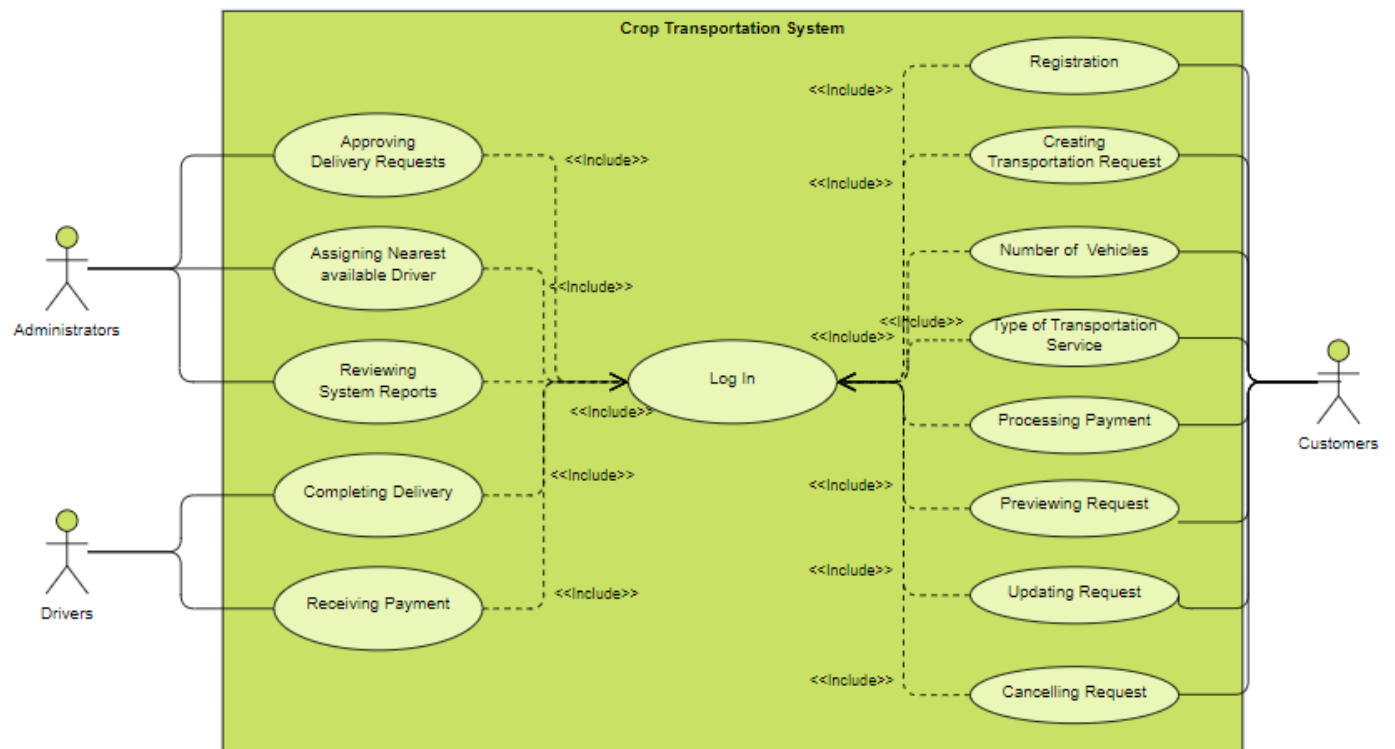 Crop Transportation System
Registration
<<Include>>
Approving
Delivery Requests
<<Include>>
Creating
Transportation Request
<<Include>>
Assigning Nearest
available Driver
<<Include>>
Number of Vehicles
Administrators
<<Include>>
<<Include>>
Type of Transportation
Service
Reviewing
System Reports
Log In
<<Include>>
Processing Payment
Customers
Completing Delivery
<<Include>>
<<Include>>
Previewing Request
Drivers
Receiving Payment
<<Include>>
<<Include>>
Updating Request
<<Include>>
Cancelling Request